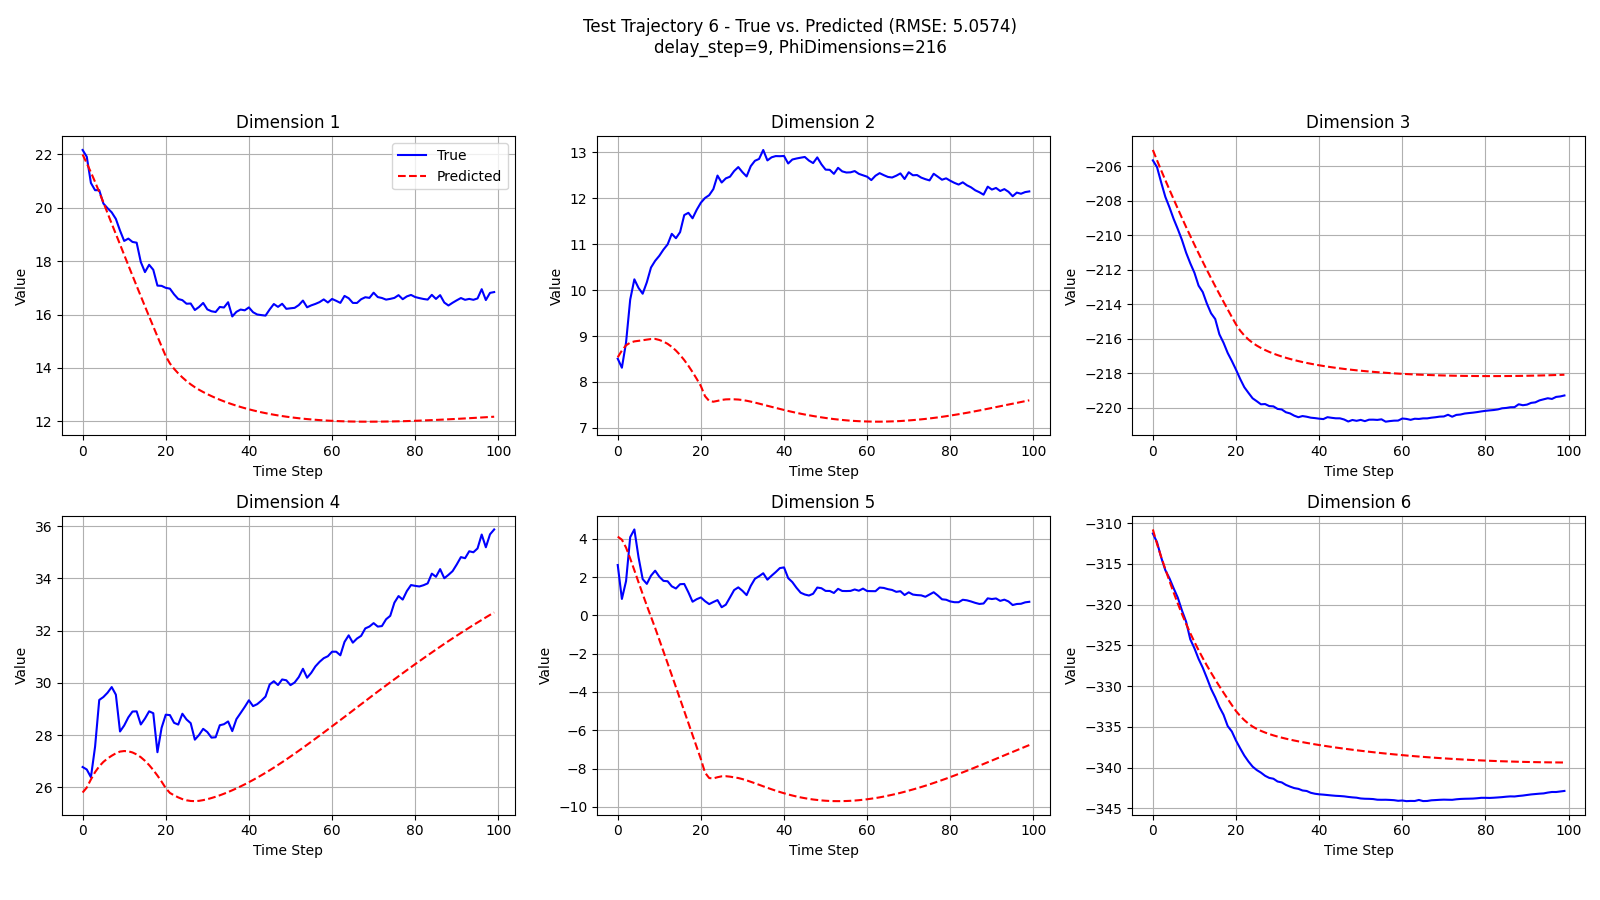 Test Trajectory 6 - True vs. Predicted (RMSE: 5.0574)
delay_step=9, PhiDimensions=216
Dimension 1
22
20
18
16
14
12
Value
0 20 40 60 80 100
Time Step
True
Predicted
Dimension 2
13
12
11
10
9
8
7
Value
0 20 40 60 80 100
Time Step
Dimension 3
−206
−208
−210
−212
−214
−216
−218
−220
Value
0 20 40 60 80 100
Time Step
Dimension 4
36
34
32
30
28
26
Value
0 20 40 60 80 100
Time Step
Dimension 5
4
2
0
−2
−4
−6
−8
−10
Value
0 20 40 60 80 100
Time Step
Dimension 6
−310
−315
−320
−325
−330
−335
−340
−345
Value
0 20 40 60 80 100
Time Step